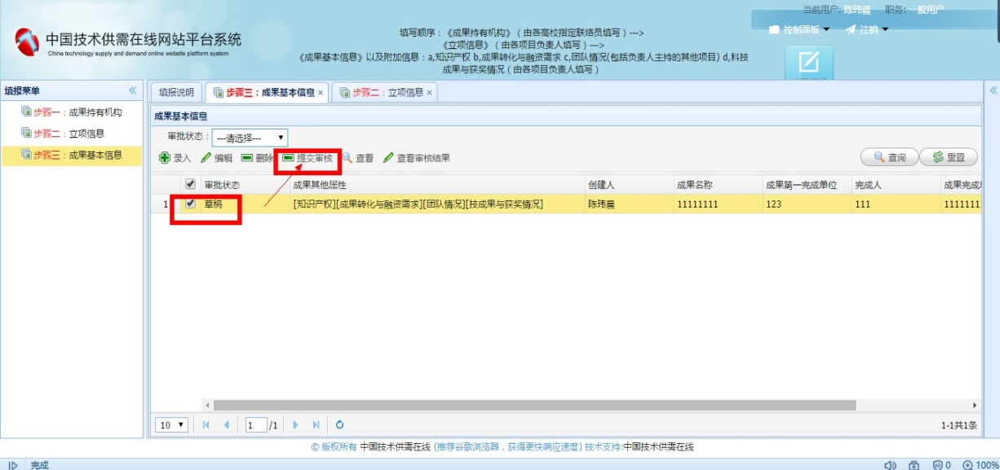 当前用户：陈玮晨 职务：一般用户
中国技术供需在线网站平台系统
China technology supply and demand online website platform system
控制面板 注销
填写顺序：《成果持有机构》（由各高校指定联络员填写）--->
《立项信息》（由各项目负责人填写）--->
《成果基本信息》以及附加信息：a,知识产权 b,成果转化与融资需求 c,团队情况(包括负责人主持的其他项目) d,科技
成果与获奖情况（由各项目负责人填写）
填报菜单
步骤一：成果持有机构
步骤二：立项信息
步骤三：成果基本信息
填报说明 步骤三：成果基本信息 × 步骤二：立项信息 ×
成果基本信息
审批状态： ---请选择---
录入 编辑 删除 提交审核 查看 查看审核结果 查询 重置
审批状态 成果其他属性 创建人 成果名称 成果第一完成单位 完成人 成果完成
1 草稿 [知识产权][成果转化与融资需求][团队情况][技成果与获奖情况] 陈玮晨 11111111 123 111 1111111
10 1 /1 1-1共1条
© 版权所有 中国技术供需在线 (推荐谷歌浏览器，获得更快响应速度) 技术支持:中国技术供需在线
完成 0 100%